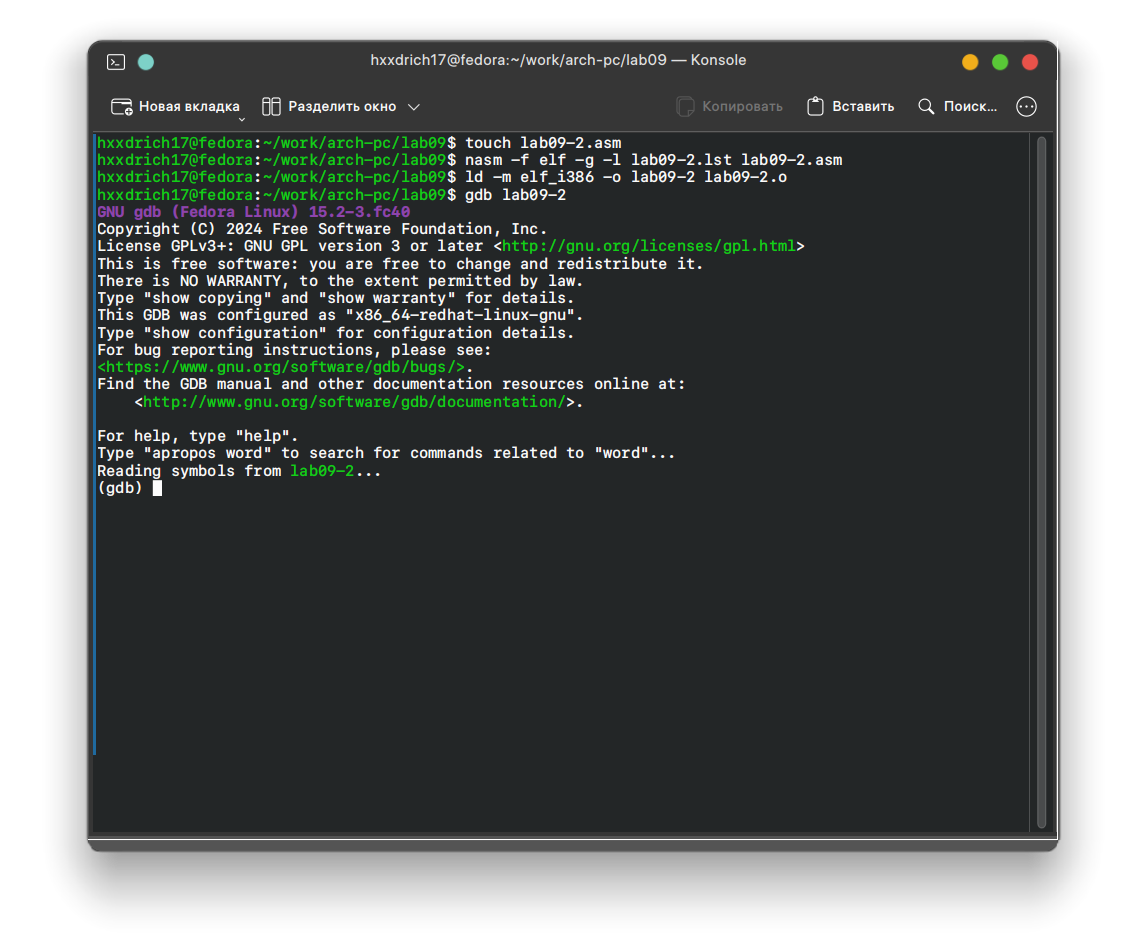 hxxdrich17@fedora:~/work/arch-pc/lab09 — Konsole
Новая вкладка Разделить окно Копировать Вставить Поиск...
hxxdrich17@fedora:~/work/arch-pc/lab09$ touch lab09-2.asm
hxxdrich17@fedora:~/work/arch-pc/lab09$ nasm -f elf -g -l lab09-2.lst lab09-2.asm
hxxdrich17@fedora:~/work/arch-pc/lab09$ ld -m elf_i386 -o lab09-2 lab09-2.o
hxxdrich17@fedora:~/work/arch-pc/lab09$ gdb lab09-2
GNU gdb (Fedora Linux) 15.2-3.fc40
Copyright (C) 2024 Free Software Foundation, Inc.
License GPLv3+: GNU GPL version 3 or later <http://gnu.org/licenses/gpl.html>
This is free software: you are free to change and redistribute it.
There is NO WARRANTY, to the extent permitted by law.
Type "show copying" and "show warranty" for details.
This GDB was configured as "x86_64-redhat-linux-gnu".
Type "show configuration" for configuration details.
For bug reporting instructions, please see:
<https://www.gnu.org/software/gdb/bugs/>.
Find the GDB manual and other documentation resources online at:
    <http://www.gnu.org/software/gdb/documentation/>.
For help, type "help".
Type "apropos word" to search for commands related to "word"...
Reading symbols from lab09-2...
(gdb)